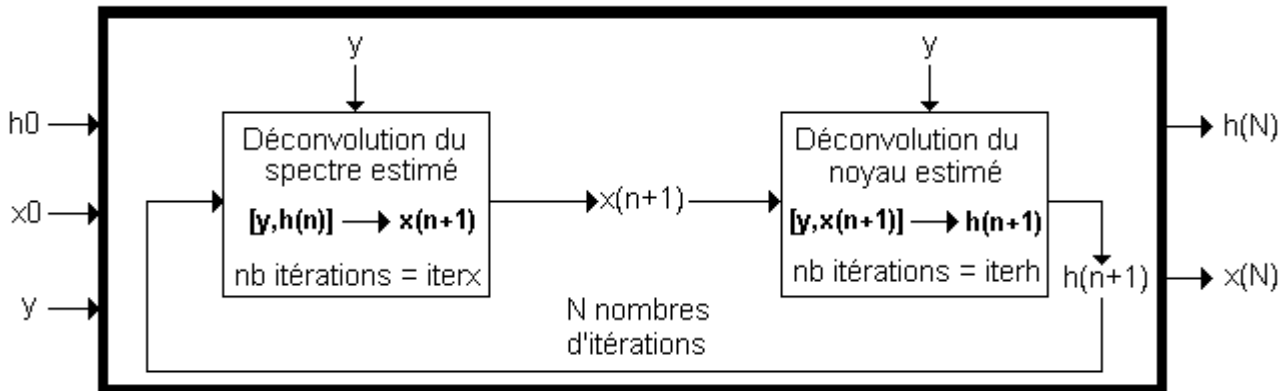 y
y
h0
Déconvolution du
spectre estimé
[y,h(n)] x(n+1)
nb itérations = iterx
x(n+1)
Déconvolution du
noyau estimé
[y,x(n+1)] h(n+1)
nb itérations = iterh
h(N)
x0
h(n+1)
x(N)
y
N nombres
d'itérations